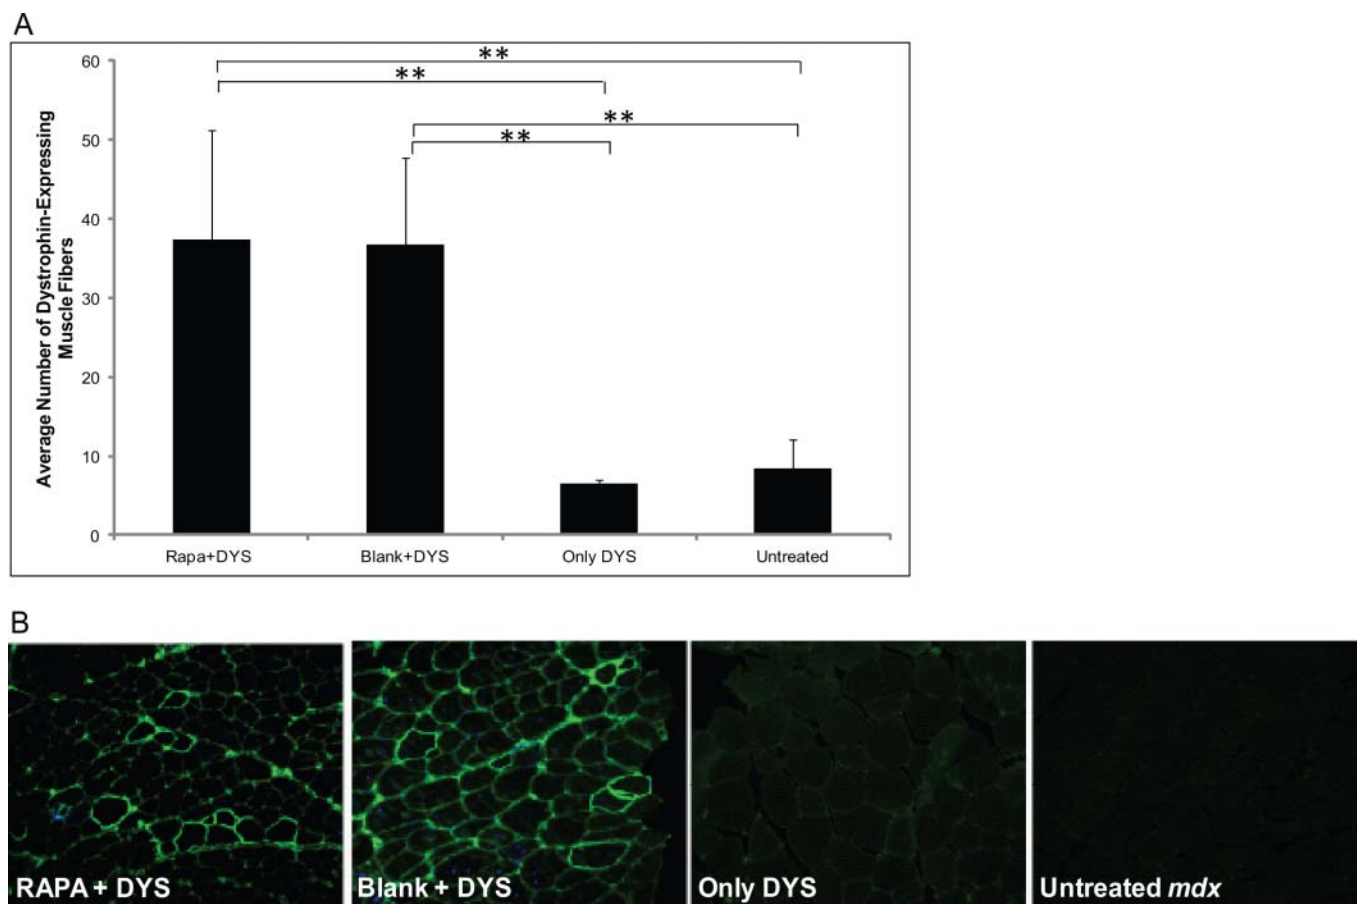 A
**
**
**
**
60
50
40
30
20
10
0
Average Number of Dystrophin-Expressing
Muscle Fibers
Rapa+DYS Blank+DYS Only DYS Untreated
B
RAPA + DYS Blank + DYS Only DYS Untreated mdx